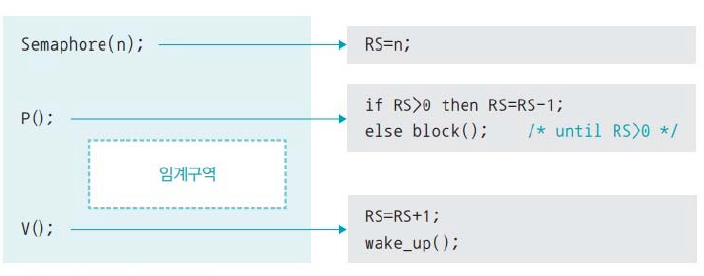 Semaphore(n);
RS=n;
P();
if RS>0 then RS=RS-1;
else block(); /* until RS>0 */
임계구역
V();
RS=RS+1;
wake_up();